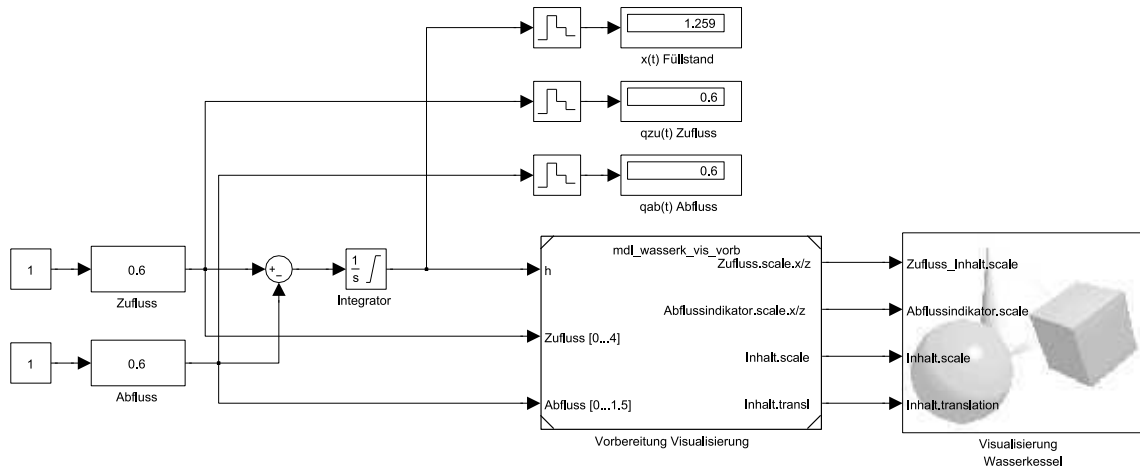 1.259
x(t) Füllstand
0.6
qzu(t) Zufluss
0.6
qab(t) Abfluss
1
0.6
Zufluss
+
−
1
s
Integrator
1
0.6
Abfluss
mdl_wasserk_vis_vorb
h
Zufluss [0...4]
Abfluss [0...1.5]
Zufluss.scale.x/z
Abflussindikator.scale.x/z
Inhalt.scale
Inhalt.transl
Vorbereitung Visualisierung
Zufluss_Inhalt.scale
Abflussindikator.scale
Inhalt.scale
Inhalt.translation
Visualisierung
Wasserkessel